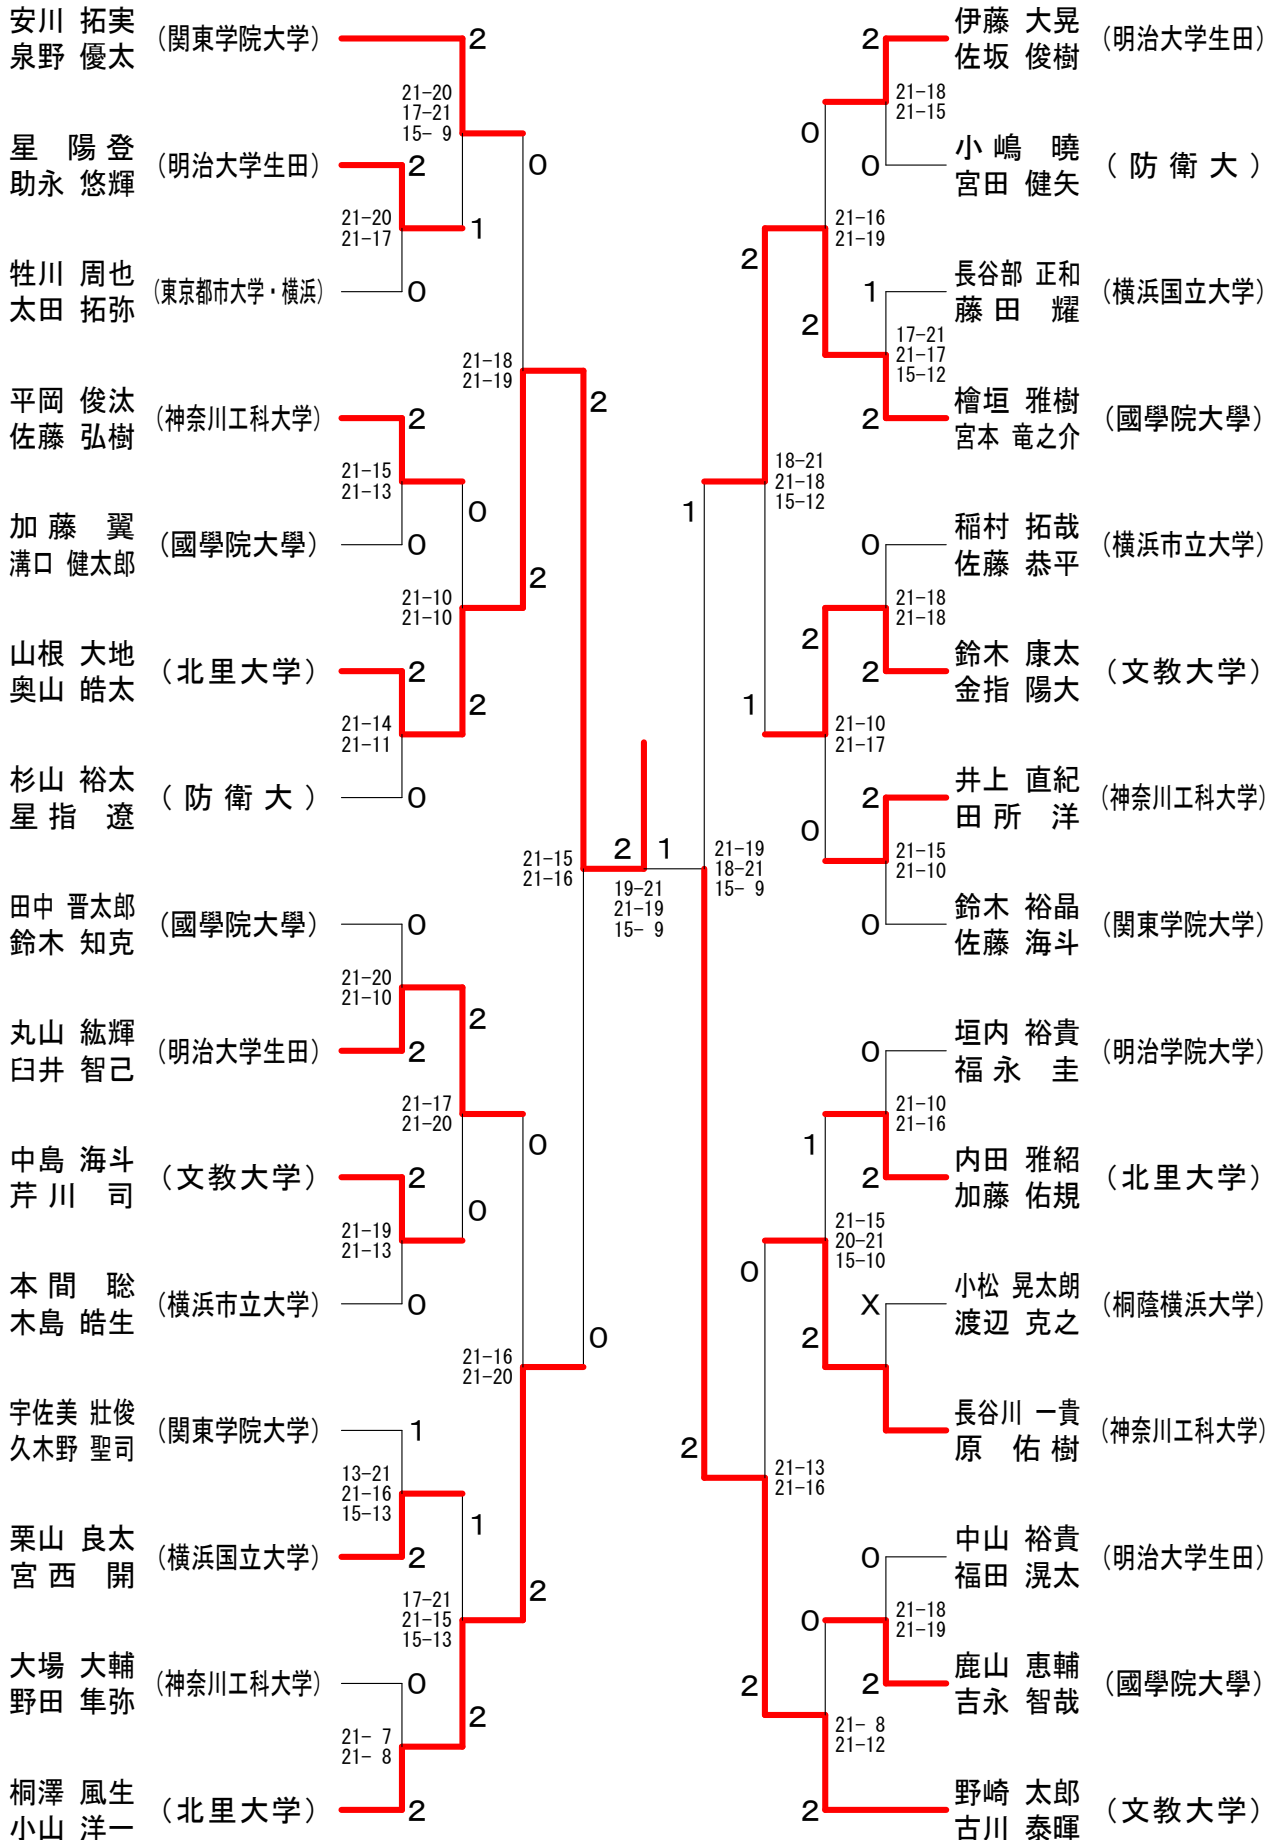 安川 拓実
泉野 優太
(関東学院大学)
2
21-20
17-21
15- 9
0
星 陽登
助永 悠輝
(明治大学生田)
2
21-20
21-17
1
牲川 周也
太田 拓弥
(東京都市大学・横浜)
0
21-18
21-19
2
平岡 俊汰
佐藤 弘樹
(神奈川工科大学)
2
21-15
21-13
0
加藤 翼
溝口 健太郎
(國學院大學)
0
21-10
21-10
2
山根 大地
奥山 皓太
(北里大学)
2
21-14
21-11
2
杉山 裕太
星指 遼
(防衛大)
0
21-15
21-16
2
1
19-21
21-19
15- 9
田中 晋太郎
鈴木 知克
(國學院大學)
0
21-20
21-10
2
丸山 紘輝
臼井 智己
(明治大学生田)
2
21-17
21-20
0
中島 海斗
芹川 司
(文教大学)
2
21-19
21-13
0
本間 聡
木島 皓生
(横浜市立大学)
0
21-16
21-20
0
宇佐美 壯俊
久木野 聖司
(関東学院大学)
1
13-21
21-16
15-13
1
栗山 良太
宮西 開
(横浜国立大学)
2
17-21
21-15
15-13
2
大場 大輔
野田 隼弥
(神奈川工科大学)
0
21- 7
21- 8
2
桐澤 風生
小山 洋一
(北里大学)
2
2
伊藤 大晃
佐坂 俊樹
(明治大学生田)
21-18
21-15
0
0
小嶋 曉
宮田 健矢
(防衛大)
21-16
21-19
2
1
長谷部 正和
藤田 耀
(横浜国立大学)
2
17-21
21-17
15-12
2
檜垣 雅樹
宮本 竜之介
(國學院大學)
18-21
21-18
15-12
1
0
稲村 拓哉
佐藤 恭平
(横浜市立大学)
21-18
21-18
2
2
鈴木 康太
金指 陽大
(文教大学)
1
21-10
21-17
2
井上 直紀
田所 洋
(神奈川工科大学)
0
21-15
21-10
21-19
18-21
15- 9
0
鈴木 裕晶
佐藤 海斗
(関東学院大学)
0
垣内 裕貴
福永 圭
(明治学院大学)
21-10
21-16
1
2
内田 雅紹
加藤 佑規
(北里大学)
21-15
20-21
15-10
0
X
小松 晃太朗
渡辺 克之
(桐蔭横浜大学)
2
長谷川 一貴
原 佑樹
(神奈川工科大学)
2
21-13
21-16
0
中山 裕貴
福田 滉太
(明治大学生田)
21-18
21-19
0
2
鹿山 恵輔
吉永 智哉
(國學院大學)
2
21- 8
21-12
2
野崎 太郎
古川 泰暉
(文教大学)